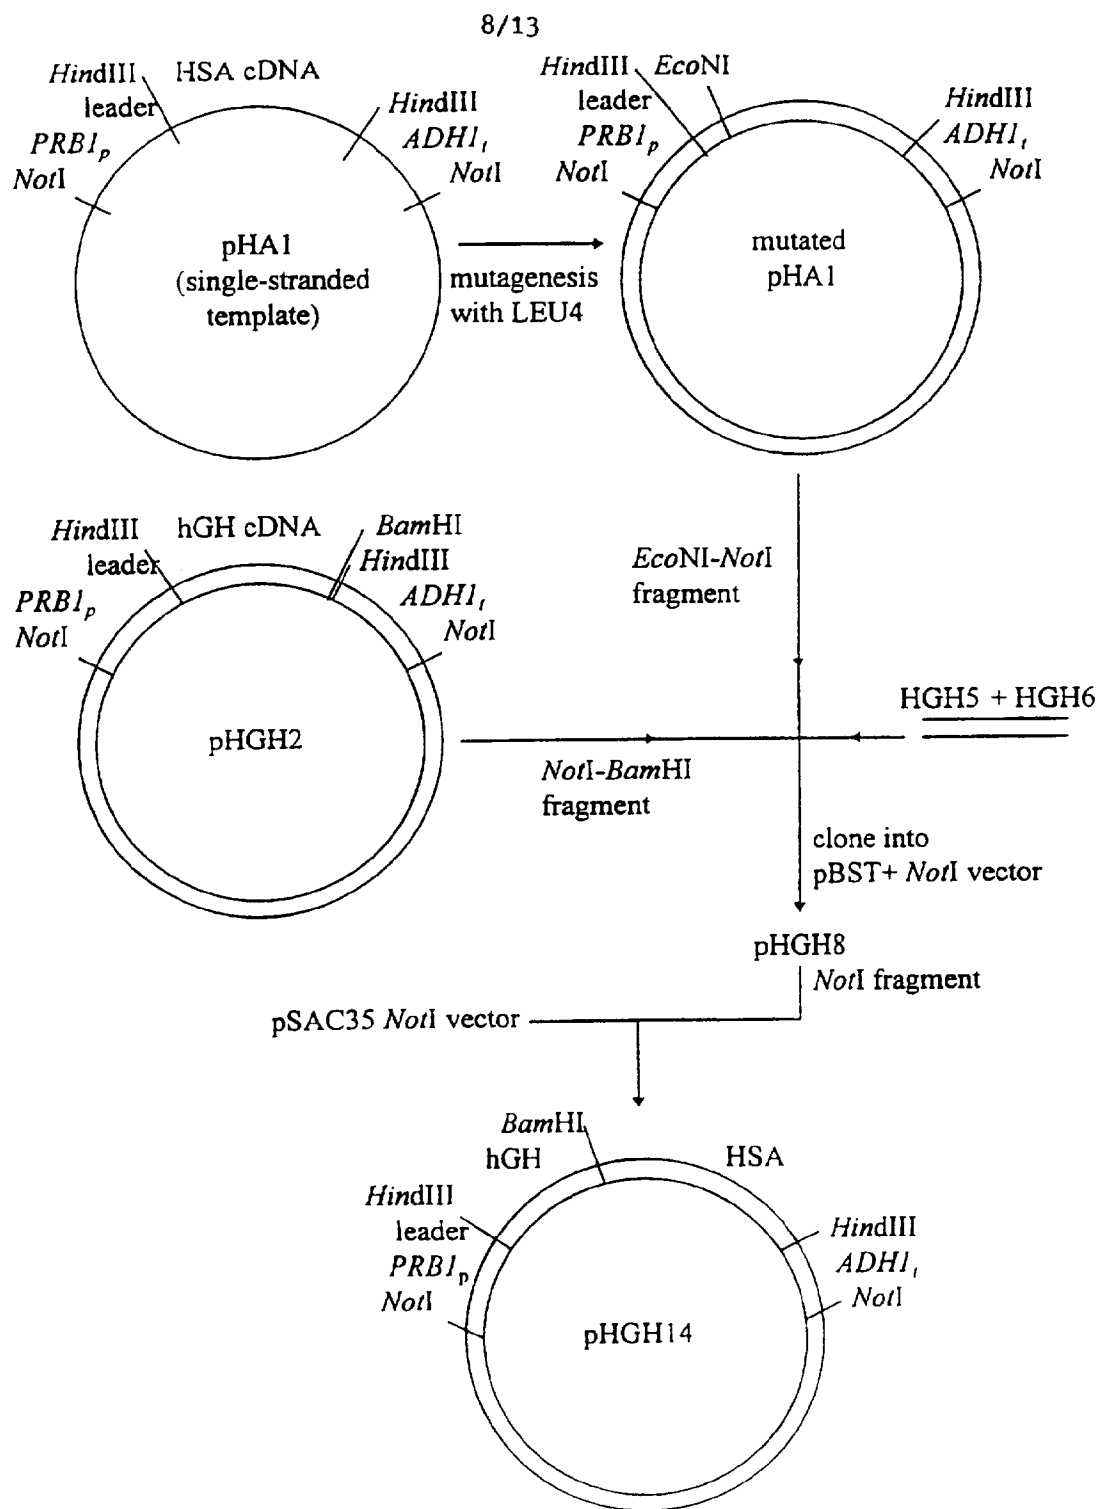 8/13
HindIII
HSA cDNA
leader
PRB1p
NotI
HindIII
ADH1t
NotI
pHA1
(single-stranded
template)
mutagenesis
with LEU4
HindIII
EcoNI
leader
PRB1p
NotI
HindIII
ADH1t
NotI
mutated
pHA1
HindIII
hGH cDNA
leader
PRB1p
NotI
BamHI
HindIII
ADH1t
NotI
pHGH2
EcoNI-NotI
fragment
HGH5 + HGH6
NotI-BamHI
fragment
clone into
pBST+ NotI vector
pHGH8
NotI fragment
pSAC35 NotI vector
BamHI
hGH
HSA
HindIII
leader
PRB1p
NotI
HindIII
ADH1t
NotI
pHGH14